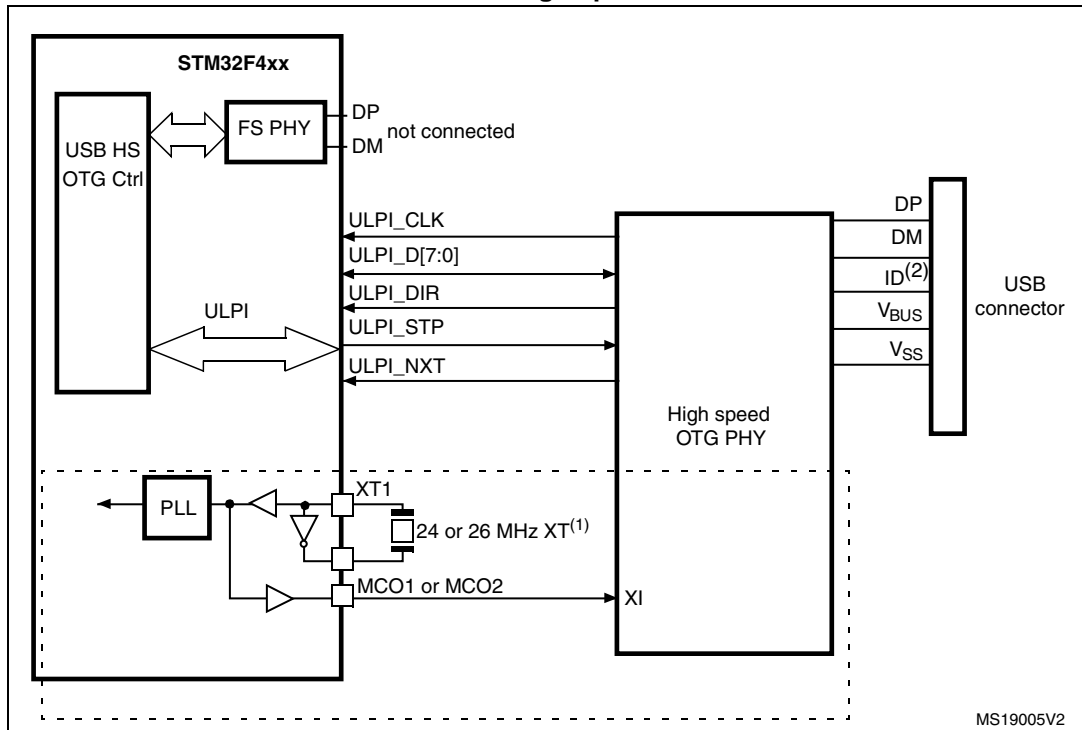 STM32F4xx
FS PHY
DP
DM
not connected
USB HS
OTG Ctrl
ULPI
ULPI_CLK
ULPI_D[7:0]
ULPI_DIR
ULPI_STP
ULPI_NXT
High speed
OTG PHY
DP
DM
ID(2)
VBUS
VSS
USB
connector
PLL
XT1
24 or 26 MHz XT(1)
MCO1 or MCO2
XI
MS19005V2